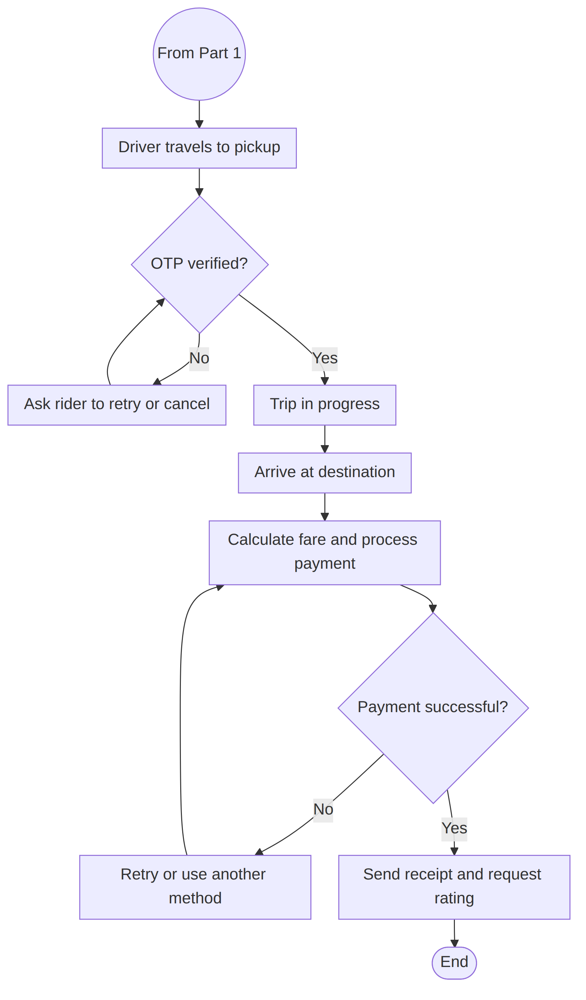 From Part 1
Driver travels to pickup
OTP verified?
No
Yes
Ask rider to retry or cancel
Trip in progress
Arrive at destination
Calculate fare and process
payment
Payment successful?
No
Yes
Retry or use another
method
Send receipt and request
rating
End